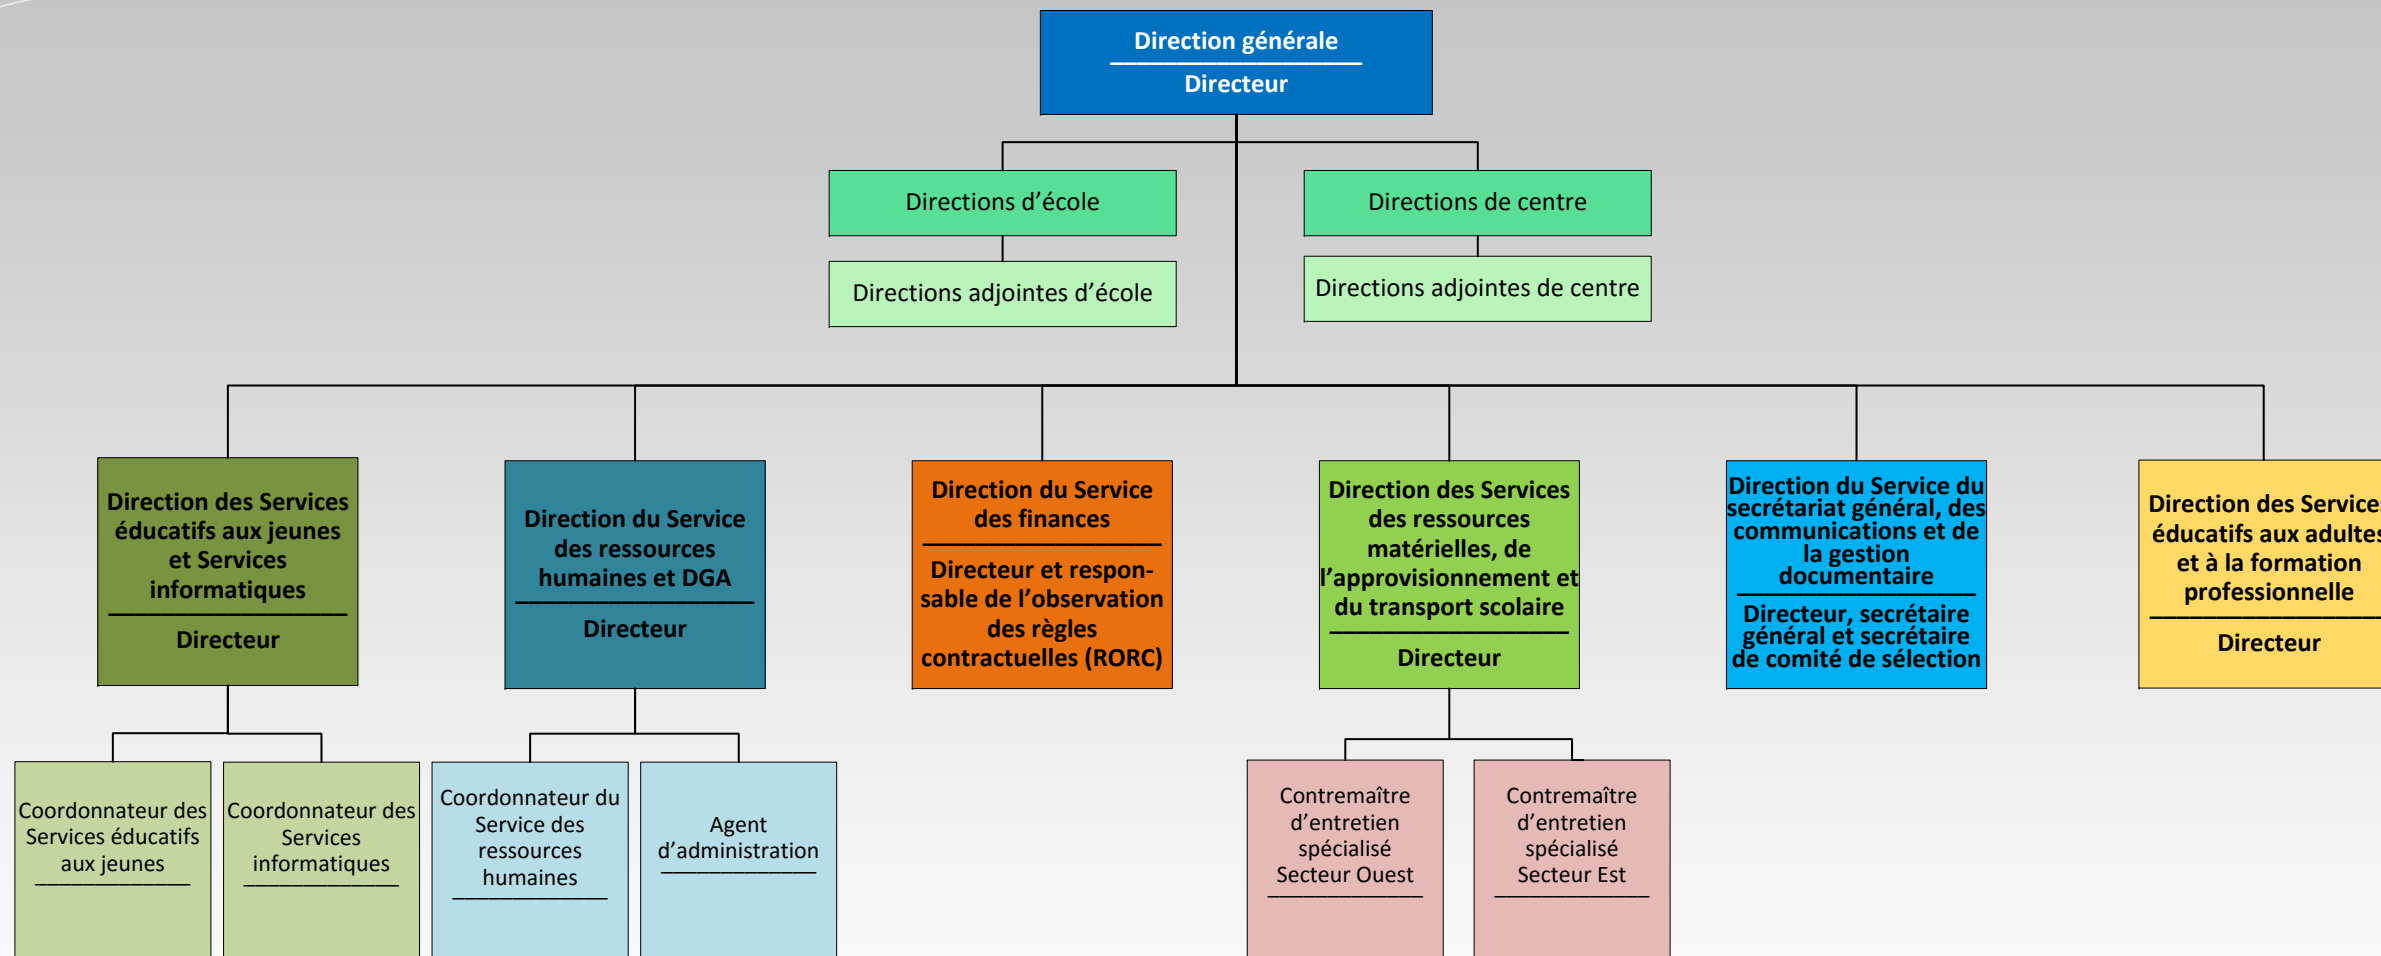 Direction générale
Directeur
Directions d’école
Directions de centre
Directions adjointes d’école
Directions adjointes de centre
Direction des Services
éducatifs aux jeunes
et Services
informatiques
Directeur
Direction du Service
des ressources
humaines et DGA
Directeur
Direction du Service
des finances
Directeur et respon-
sable de l’observation
des règles
contractuelles (RORC)
Direction des Services
des ressources
matérielles, de
l’approvisionnement et
du transport scolaire
Directeur
Direction du Service du
secrétariat général, des
communications et de
la gestion
documentaire
Directeur, secrétaire
général et secrétaire
de comité de sélection
Direction des Services
éducatifs aux adultes
et à la formation
professionnelle
Directeur
Coordonnateur des
Services éducatifs
aux jeunes
Coordonnateur des
Services
informatiques
Coordonnateur du
Service des
ressources
humaines
Agent
d’administration
Contremaître
d’entretien
spécialisé
Secteur Ouest
Contremaître
d’entretien
spécialisé
Secteur Est